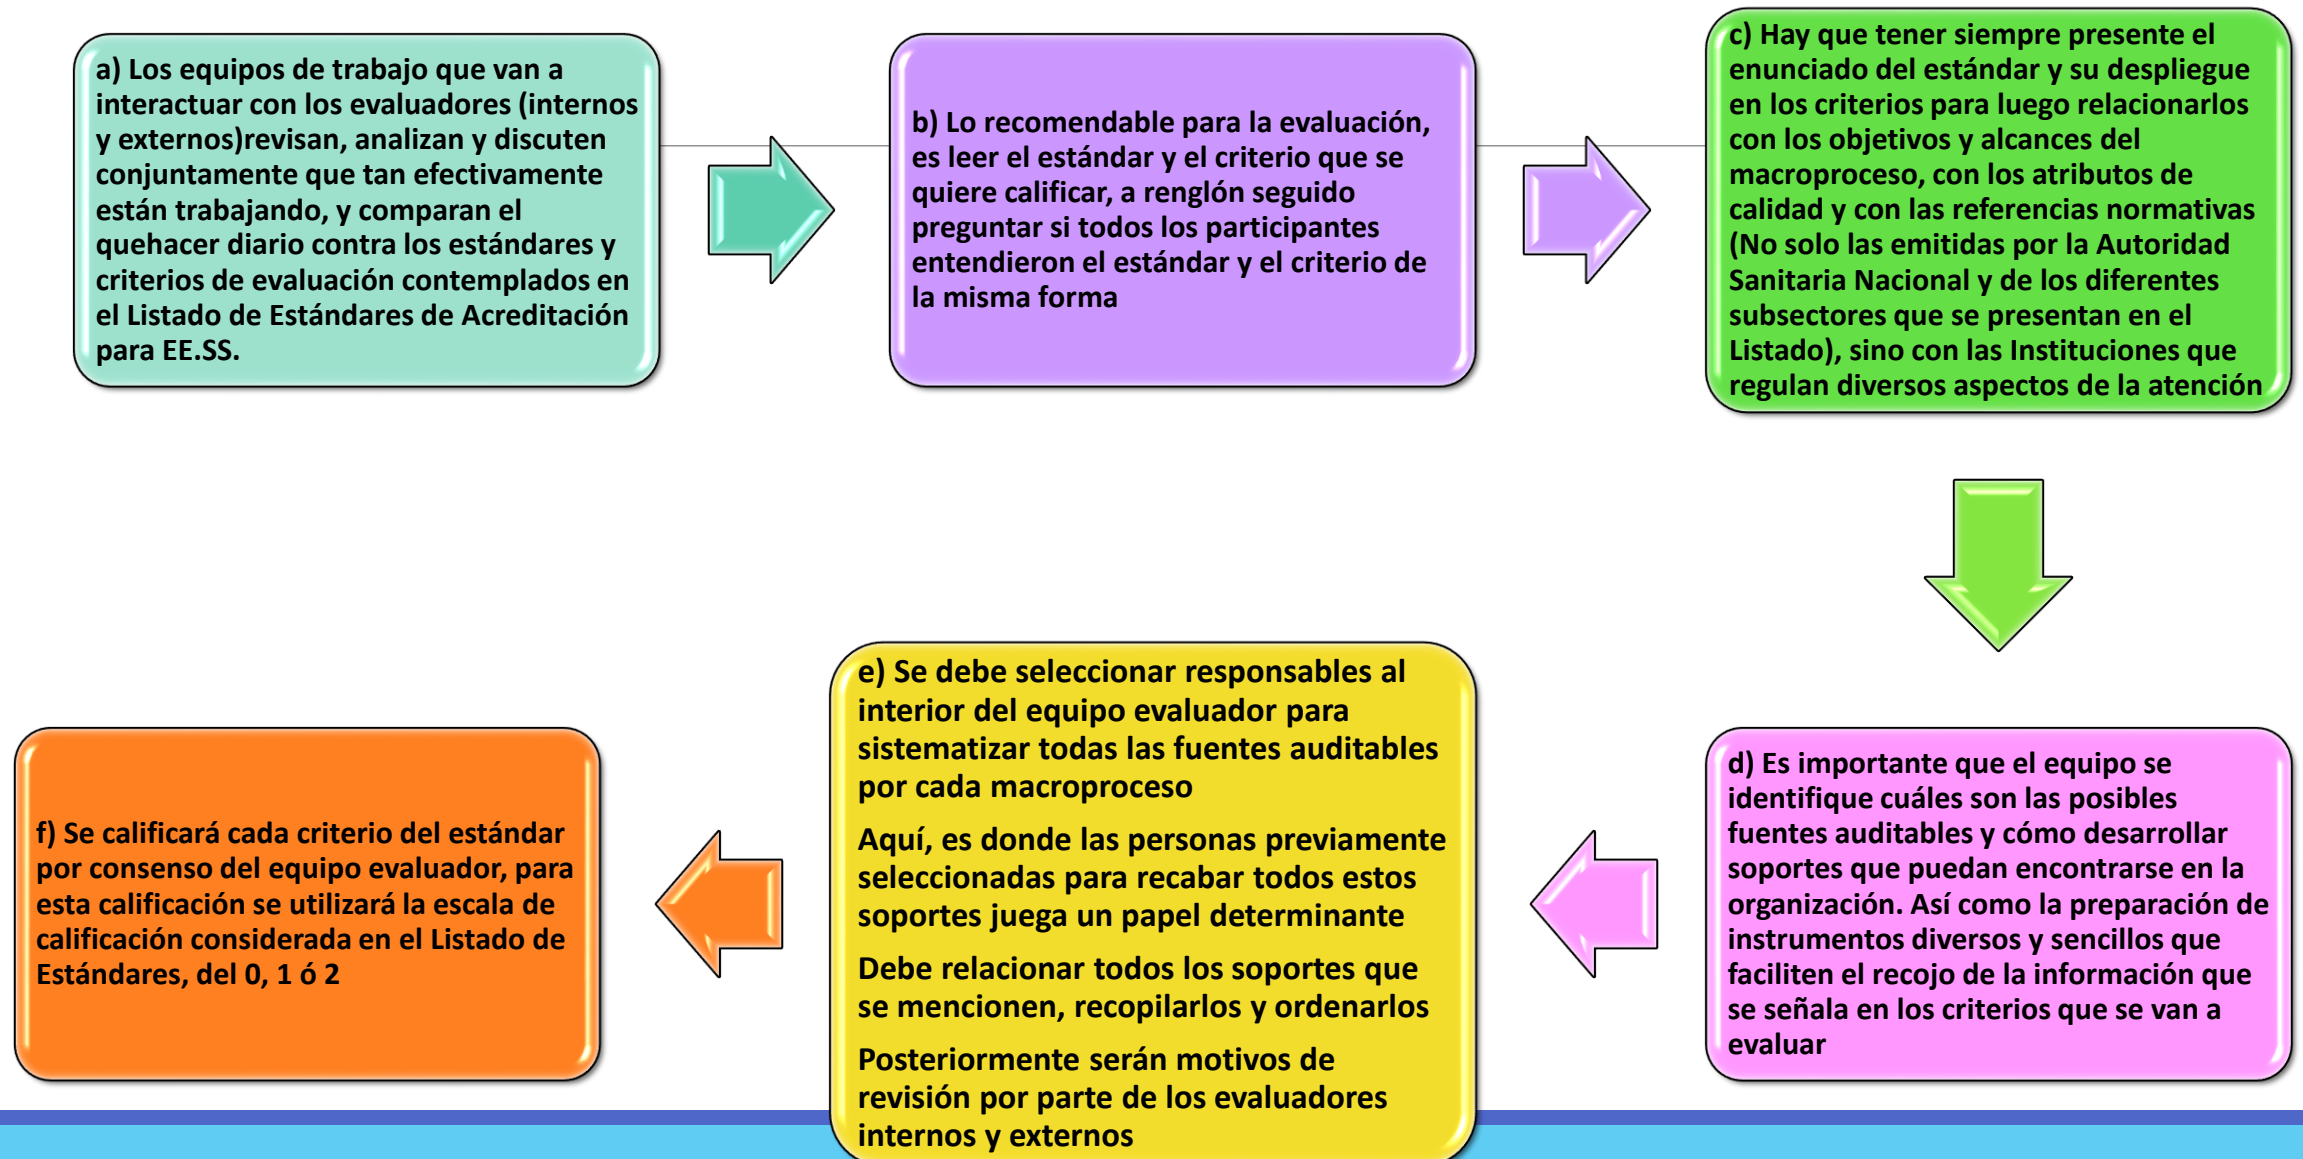 a) Los equipos de trabajo que van a
interactuar con los evaluadores (internos
y externos)revisan, analizan y discuten
conjuntamente que tan efectivamente
están trabajando, y comparan el
quehacer diario contra los estándares y
criterios de evaluación contemplados en
el Listado de Estándares de Acreditación
para EE.SS.
b) Lo recomendable para la evaluación,
es leer el estándar y el criterio que se
quiere calificar, a renglón seguido
preguntar si todos los participantes
entendieron el estándar y el criterio de
la misma forma
c) Hay que tener siempre presente el
enunciado del estándar y su despliegue
en los criterios para luego relacionarlos
con los objetivos y alcances del
macroproceso, con los atributos de
calidad y con las referencias normativas
(No solo las emitidas por la Autoridad
Sanitaria Nacional y de los diferentes
subsectores que se presentan en el
Listado), sino con las Instituciones que
regulan diversos aspectos de la atención
d) Es importante que el equipo se
identifique cuáles son las posibles
fuentes auditables y cómo desarrollar
soportes que puedan encontrarse en la
organización. Así como la preparación de
instrumentos diversos y sencillos que
faciliten el recojo de la información que
se señala en los criterios que se van a
evaluar
e) Se debe seleccionar responsables al
interior del equipo evaluador para
sistematizar todas las fuentes auditables
por cada macroproceso
Aquí, es donde las personas previamente
seleccionadas para recabar todos estos
soportes juega un papel determinante
Debe relacionar todos los soportes que
se mencionen, recopilarlos y ordenarlos
Posteriormente serán motivos de
revisión por parte de los evaluadores
internos y externos
f) Se calificará cada criterio del estándar
por consenso del equipo evaluador, para
esta calificación se utilizará la escala de
calificación considerada en el Listado de
Estándares, del 0, 1 ó 2